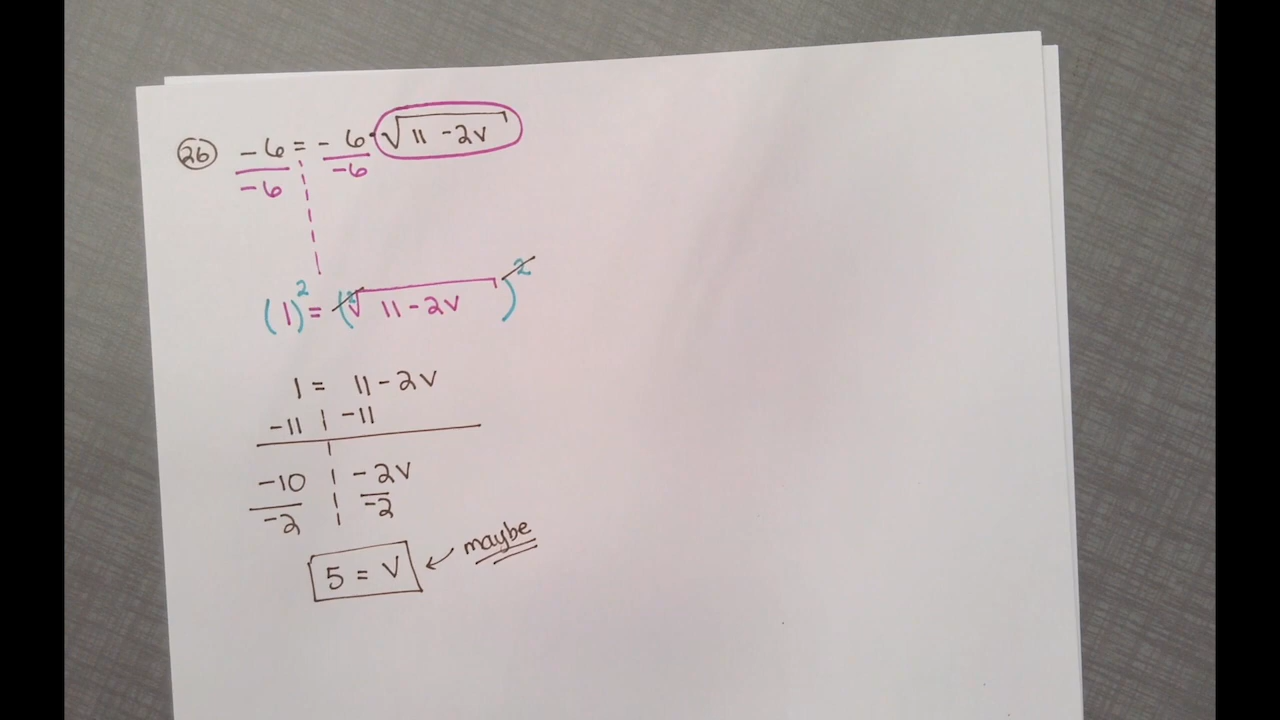 26 -6 = -6·√11-2v
-6 -6
(1)² = (²√11-2v)²
1 = 11-2v
-11 | -11
-10 | -2v
-2 | -2
5 = v ← maybe